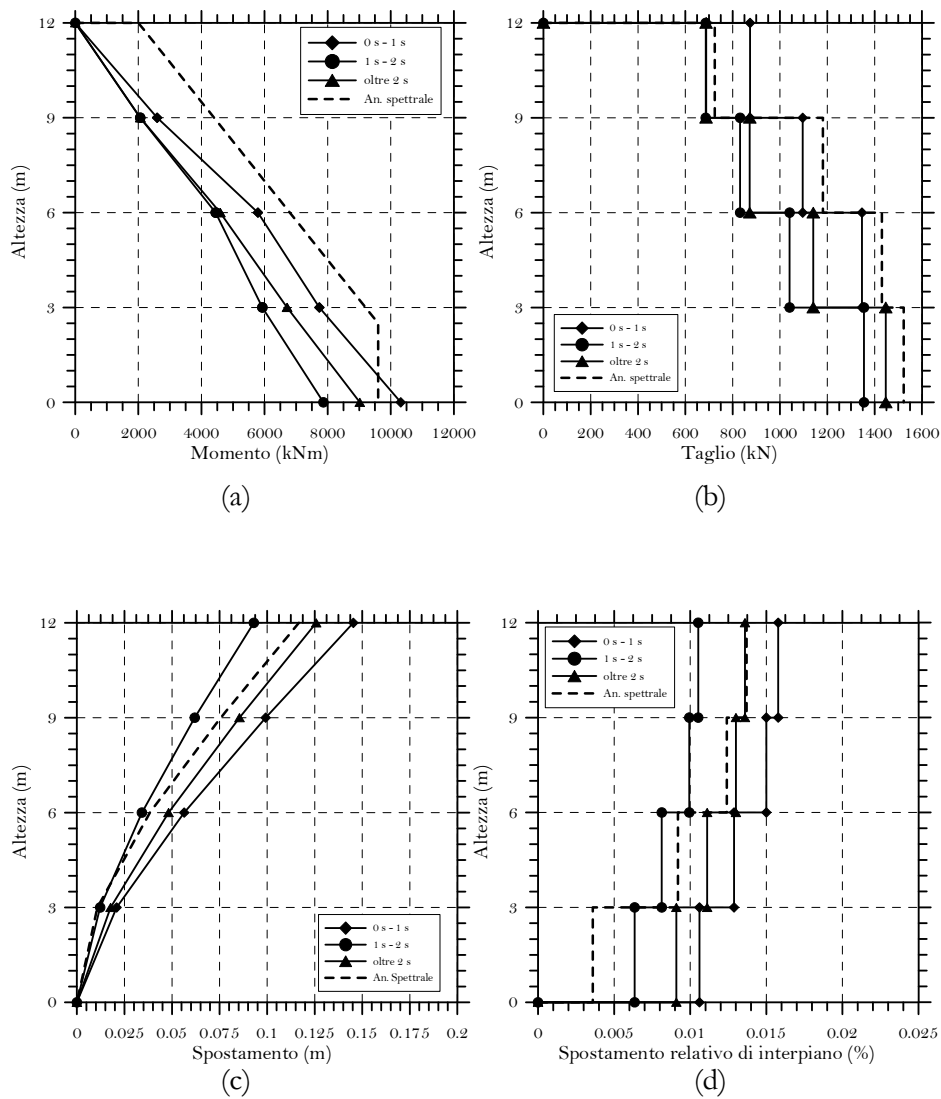 12
9
6
3
0
Altezza (m)
0 s - 1 s
1 s - 2 s
oltre 2 s
An. spettrale
0 2000 4000 6000 8000 10000 12000
Momento (kNm)
(a)
12
9
6
3
0
Altezza (m)
0 s - 1 s
1 s - 2 s
oltre 2 s
An. spettrale
0 200 400 600 800 1000 1200 1400 1600
Taglio (kN)
(b)
12
9
6
3
0
Altezza (m)
0 s - 1 s
1 s - 2 s
oltre 2 s
An. Spettrale
0 0.025 0.05 0.075 0.1 0.125 0.15 0.175 0.2
Spostamento (m)
(c)
12
9
6
3
0
Altezza (m)
0 s - 1 s
1 s - 2 s
oltre 2 s
An. spettrale
0 0.005 0.01 0.015 0.02 0.025
Spostamento relativo di interpiano (%)
(d)